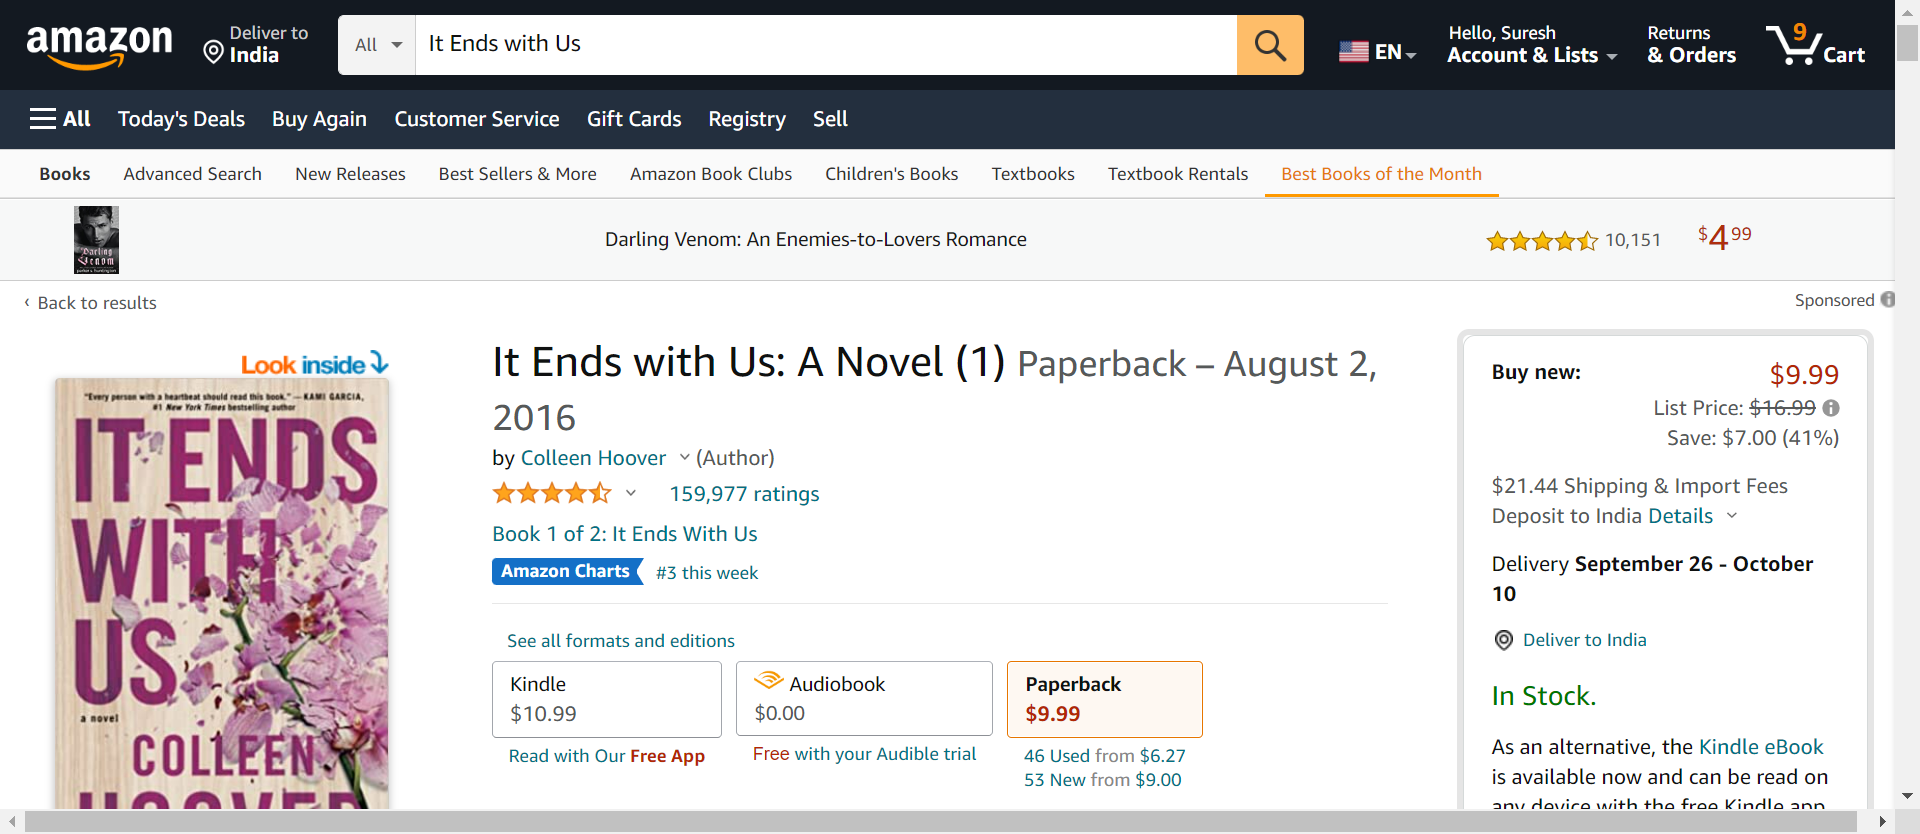 amazon
Deliver to
India
All
It Ends with Us
EN
Hello, Suresh
Account & Lists
Returns
& Orders
9
Cart
All
Today's Deals
Buy Again
Customer Service
Gift Cards
Registry
Sell
Books
Advanced Search
New Releases
Best Sellers & More
Amazon Book Clubs
Children's Books
Textbooks
Textbook Rentals
Best Books of the Month
Darling
Venom
parker s. huntington
Darling Venom: An Enemies-to-Lovers Romance
10,151
$4 99
‹ Back to results
Sponsored
Look inside
"Every person with a heartbeat should read this book." —KAMI GARCIA,
#1 New York Times bestselling author
IT ENDS
WITH
US
a novel
COLLEEN
HOOVER
It Ends with Us: A Novel (1) Paperback – August 2,
2016
by Colleen Hoover (Author)
159,977 ratings
Book 1 of 2: It Ends With Us
Amazon Charts #3 this week
See all formats and editions
Kindle
$10.99
Read with Our Free App
Audiobook
$0.00
Free with your Audible trial
Paperback
$9.99
46 Used from $6.27
53 New from $9.00
Buy new:
$9.99
List Price: $16.99
Save: $7.00 (41%)
$21.44 Shipping & Import Fees
Deposit to India Details
Delivery September 26 - October
10
Deliver to India
In Stock.
As an alternative, the Kindle eBook
is available now and can be read on
any device with the free Kindle app.